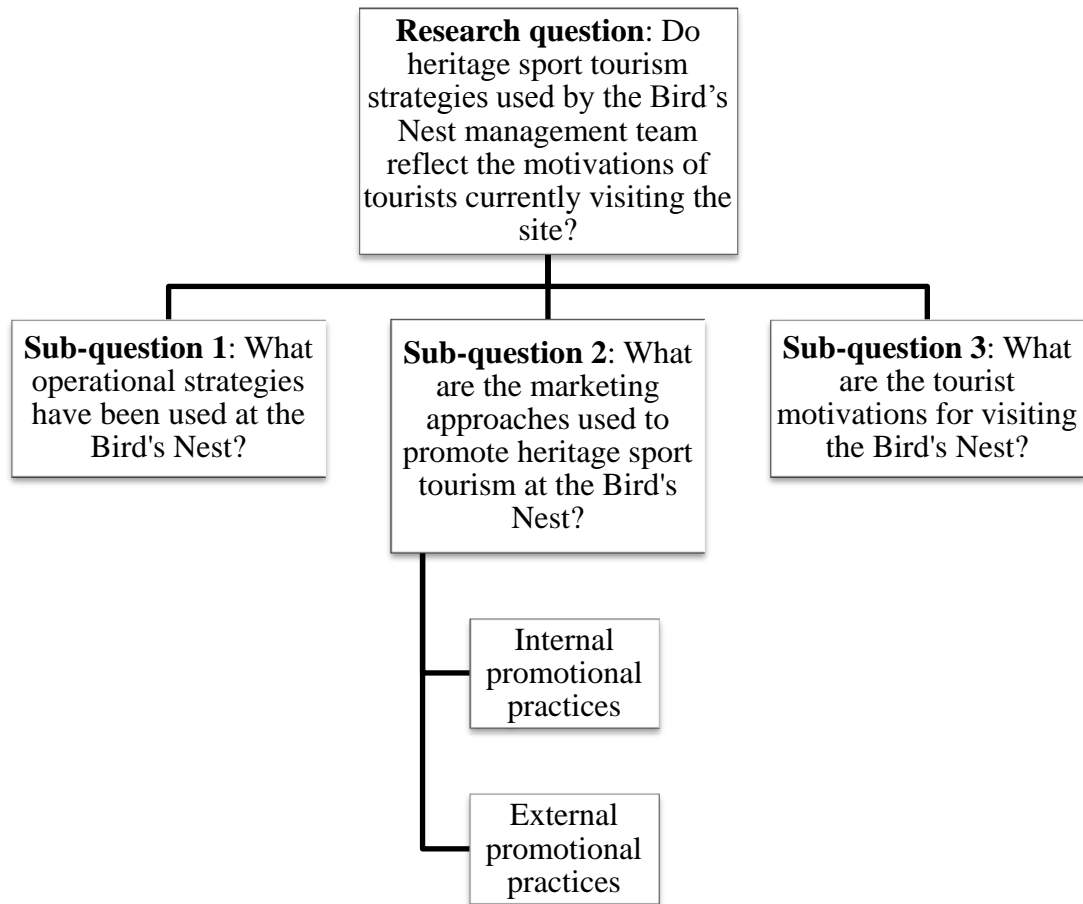 Research question: Do
heritage sport tourism
strategies used by the Bird’s
Nest management team
reflect the motivations of
tourists currently visiting the
site?
Sub-question 1: What
operational strategies
have been used at the
Bird's Nest?
Sub-question 2: What
are the marketing
approaches used to
promote heritage sport
tourism at the Bird's
Nest?
Sub-question 3: What
are the tourist
motivations for visiting
the Bird's Nest?
Internal
promotional
practices
External
promotional
practices